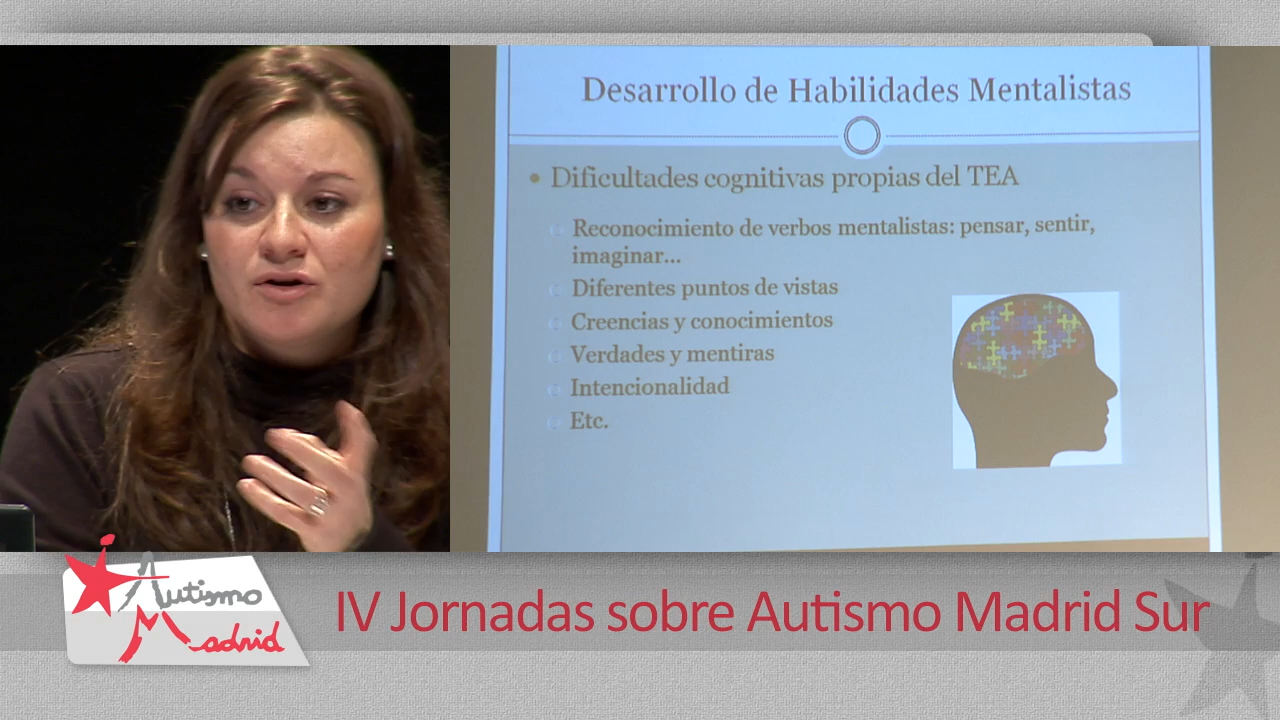 Desarrollo de Habilidades Mentalistas
• Dificultades cognitivas propias del TEA
Reconocimiento de verbos mentalistas: pensar, sentir,
imaginar...
Diferentes puntos de vistas
Creencias y conocimientos
Verdades y mentiras
Intencionalidad
Etc.
Autismo
Madrid
IV Jornadas sobre Autismo Madrid Sur